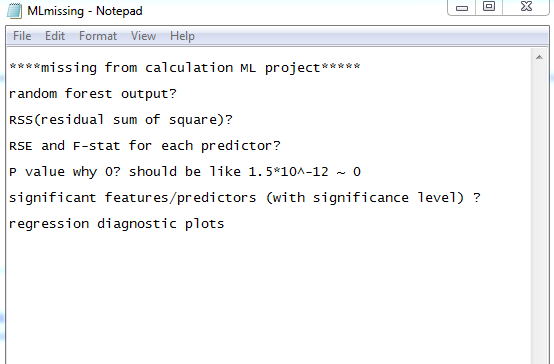 MLmissing - Notepad
File Edit Format View Help
****missing from calculation ML project*****
random forest output?
RSS(residual sum of square)?
RSE and F-stat for each predictor?
P value why 0? should be like 1.5*10^-12 ~ 0
significant features/predictors (with significance level) ?
regression diagnostic plots